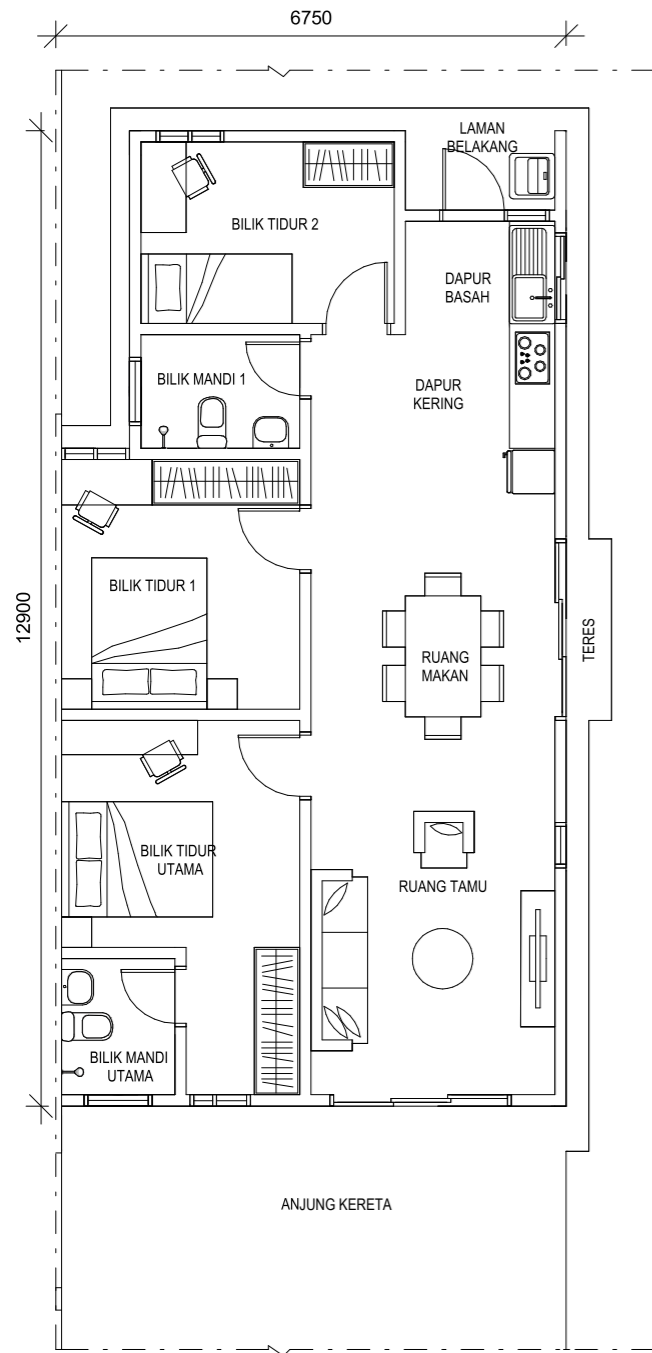 6750
LAMAN
BELAKANG
BILIK TIDUR 2
DAPUR
BASAH
BILIK MANDI 1
DAPUR
KERING
BILIK TIDUR 1
12900
TERES
RUANG
MAKAN
BILIK TIDUR
UTAMA
RUANG TAMU
BILIK MANDI
UTAMA
ANJUNG KERETA